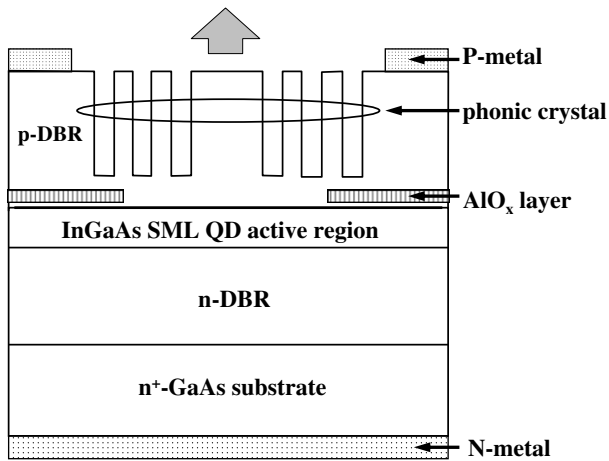 P-metal
phonic crystal
p-DBR
AlOₓ layer
InGaAs SML QD active region
n-DBR
n⁺-GaAs substrate
N-metal